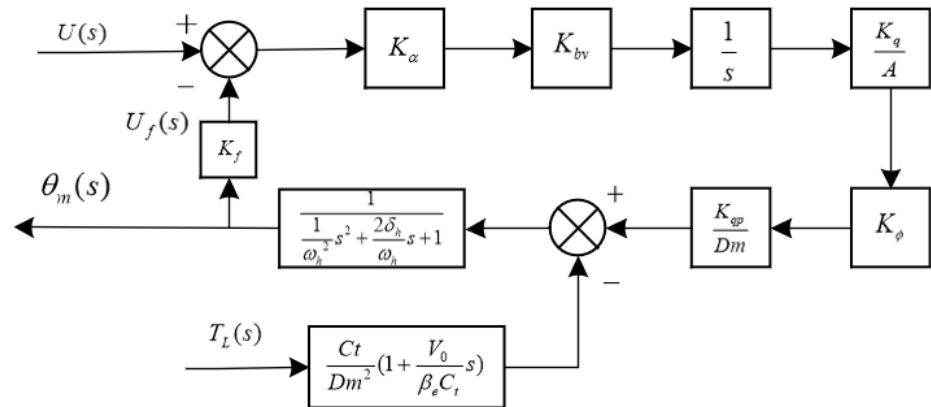 U(s)
+
−
K_α
K_bv
1/s
K_q/A
U_f(s)
K_f
θ_m(s)
1/(1/ω_h² s² + 2δ_h/ω_h s + 1)
+
−
K_qp/Dm
K_ϕ
T_L(s)
Ct/Dm² (1 + V_0/β_e C_t s)